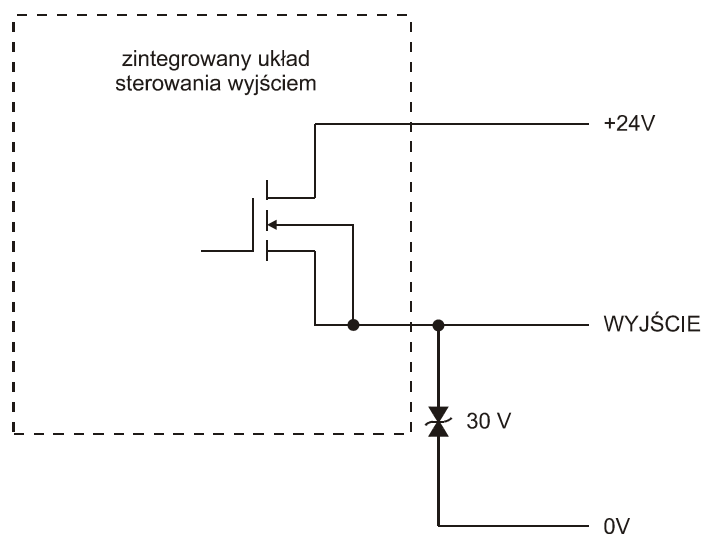 zintegrowany układ
sterowania wyjściem
+24V
WYJŚCIE
30 V
0V